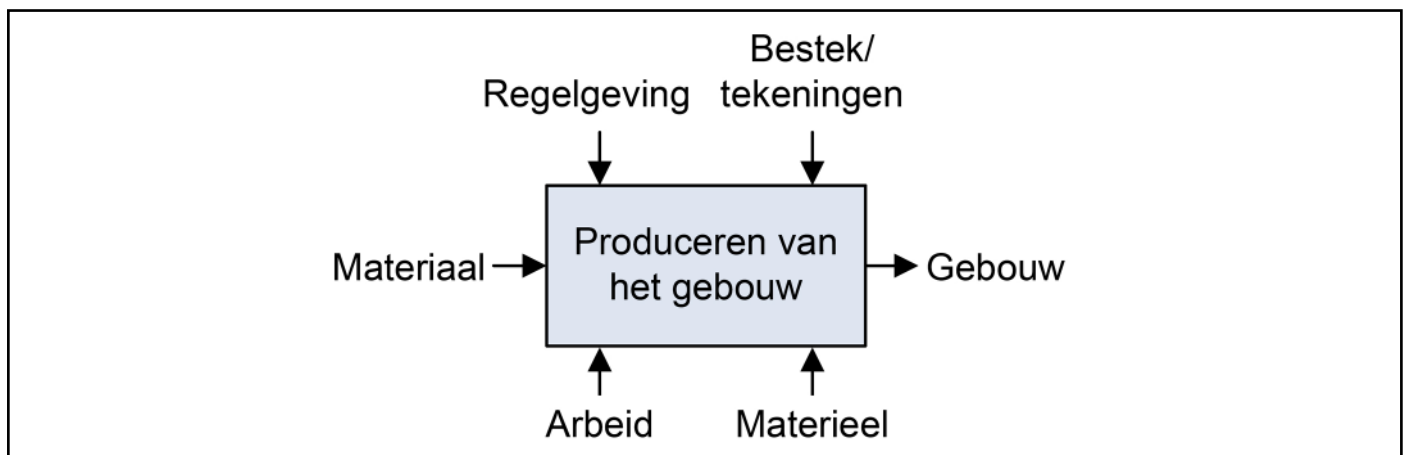 Bestek/
Regelgeving tekeningen
Produceren van
het gebouw
Materiaal
Gebouw
Arbeid
Materieel